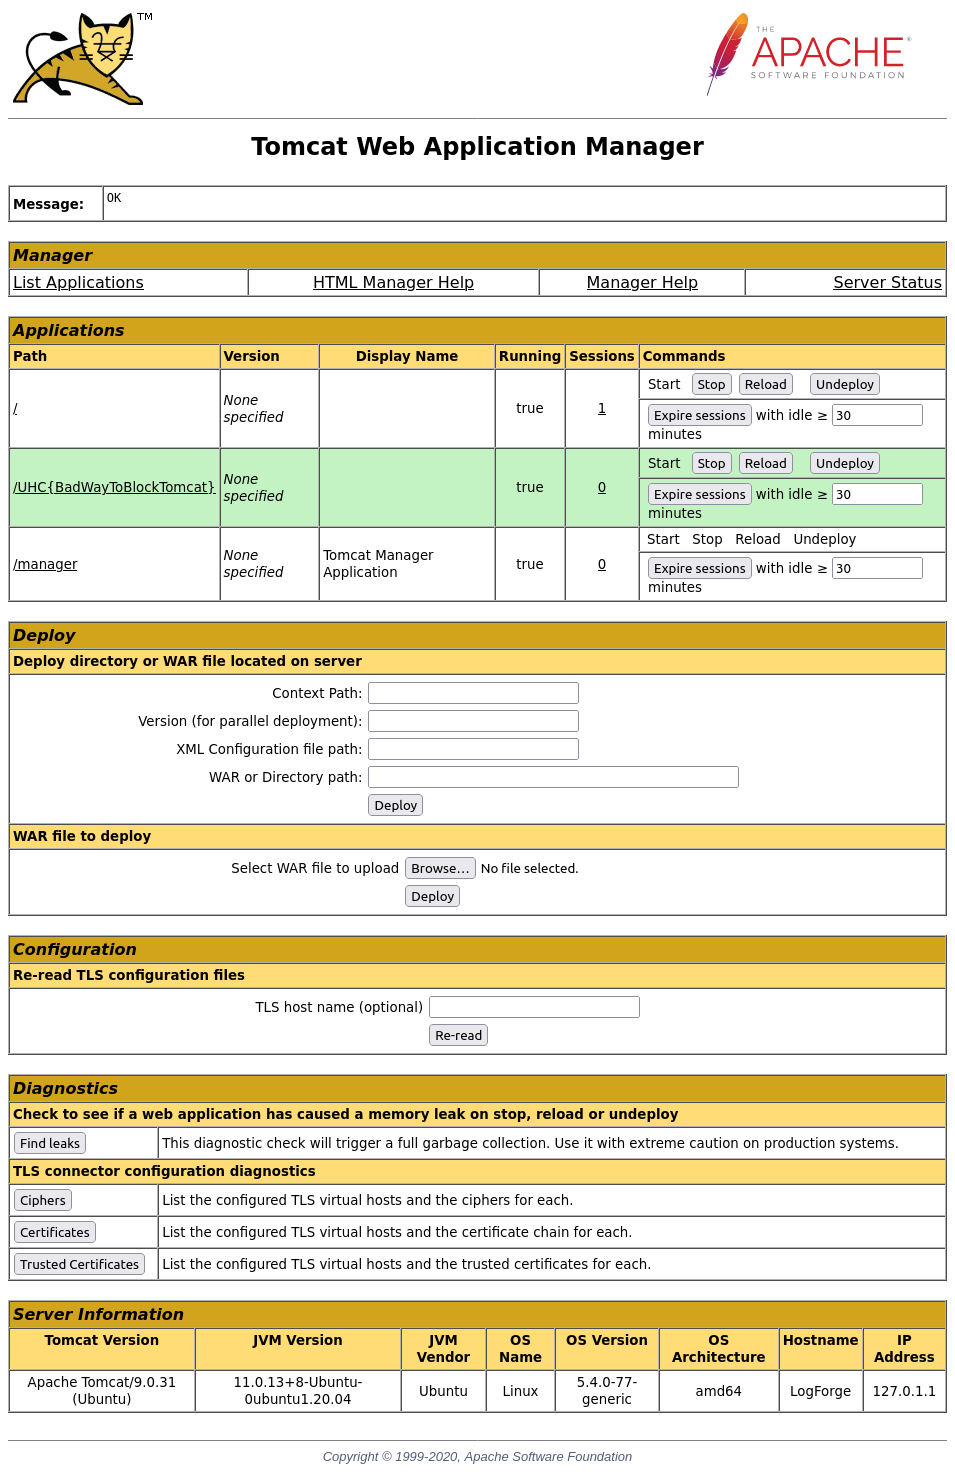 TM
THE
APACHE®
SOFTWARE FOUNDATION
Tomcat Web Application Manager
Message: OK
Manager
List Applications HTML Manager Help Manager Help Server Status
Applications
Path Version Display Name Running Sessions Commands
/ None specified true 1 Start Stop Reload Undeploy
Expire sessions with idle ≥ 30 minutes
/UHC{BadWayToBlockTomcat} None specified true 0 Start Stop Reload Undeploy
Expire sessions with idle ≥ 30 minutes
/manager None specified Tomcat Manager Application true 0 Start Stop Reload Undeploy
Expire sessions with idle ≥ 30 minutes
Deploy
Deploy directory or WAR file located on server
Context Path:
Version (for parallel deployment):
XML Configuration file path:
WAR or Directory path:
Deploy
WAR file to deploy
Select WAR file to upload Browse... No file selected.
Deploy
Configuration
Re-read TLS configuration files
TLS host name (optional)
Re-read
Diagnostics
Check to see if a web application has caused a memory leak on stop, reload or undeploy
Find leaks This diagnostic check will trigger a full garbage collection. Use it with extreme caution on production systems.
TLS connector configuration diagnostics
Ciphers List the configured TLS virtual hosts and the ciphers for each.
Certificates List the configured TLS virtual hosts and the certificate chain for each.
Trusted Certificates List the configured TLS virtual hosts and the trusted certificates for each.
Server Information
Tomcat Version JVM Version JVM Vendor OS Name OS Version OS Architecture Hostname IP Address
Apache Tomcat/9.0.31 (Ubuntu) 11.0.13+8-Ubuntu-0ubuntu1.20.04 Ubuntu Linux 5.4.0-77-generic amd64 LogForge 127.0.1.1
Copyright © 1999-2020, Apache Software Foundation